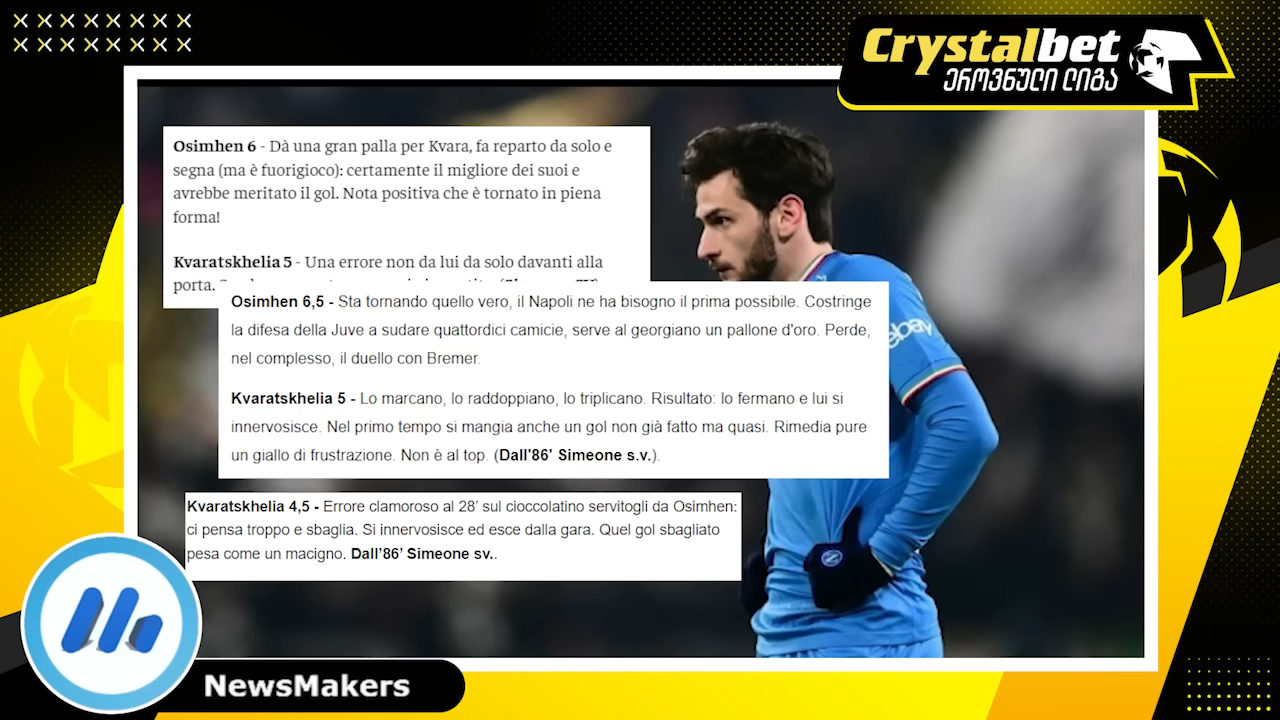 Crystalbet
ეროვნული ლიგა
Osimhen 6 - Dà una gran palla per Kvara, fa reparto da solo e
segna (ma è fuorigioco): certamente il migliore dei suoi e
avrebbe meritato il gol. Nota positiva che è tornato in piena
forma!
Kvaratskhelia 5 - Una errore non da lui da solo davanti alla
porta.
Osimhen 6,5 - Sta tornando quello vero, il Napoli ne ha bisogno il prima possibile. Costringe
la difesa della Juve a sudare quattordici camicie, serve al georgiano un pallone d'oro. Perde,
nel complesso, il duello con Bremer.
Kvaratskhelia 5 - Lo marcano, lo raddoppiano, lo triplicano. Risultato: lo fermano e lui si
innervosisce. Nel primo tempo si mangia anche un gol non già fatto ma quasi. Rimedia pure
un giallo di frustrazione. Non è al top. (Dall'86' Simeone s.v.).
Kvaratskhelia 4,5 - Errore clamoroso al 28’ sul cioccolatino servitogli da Osimhen:
ci pensa troppo e sbaglia. Si innervosisce ed esce dalla gara. Quel gol sbagliato
pesa come un macigno. Dall’86’ Simeone sv..
ebay
NewsMakers